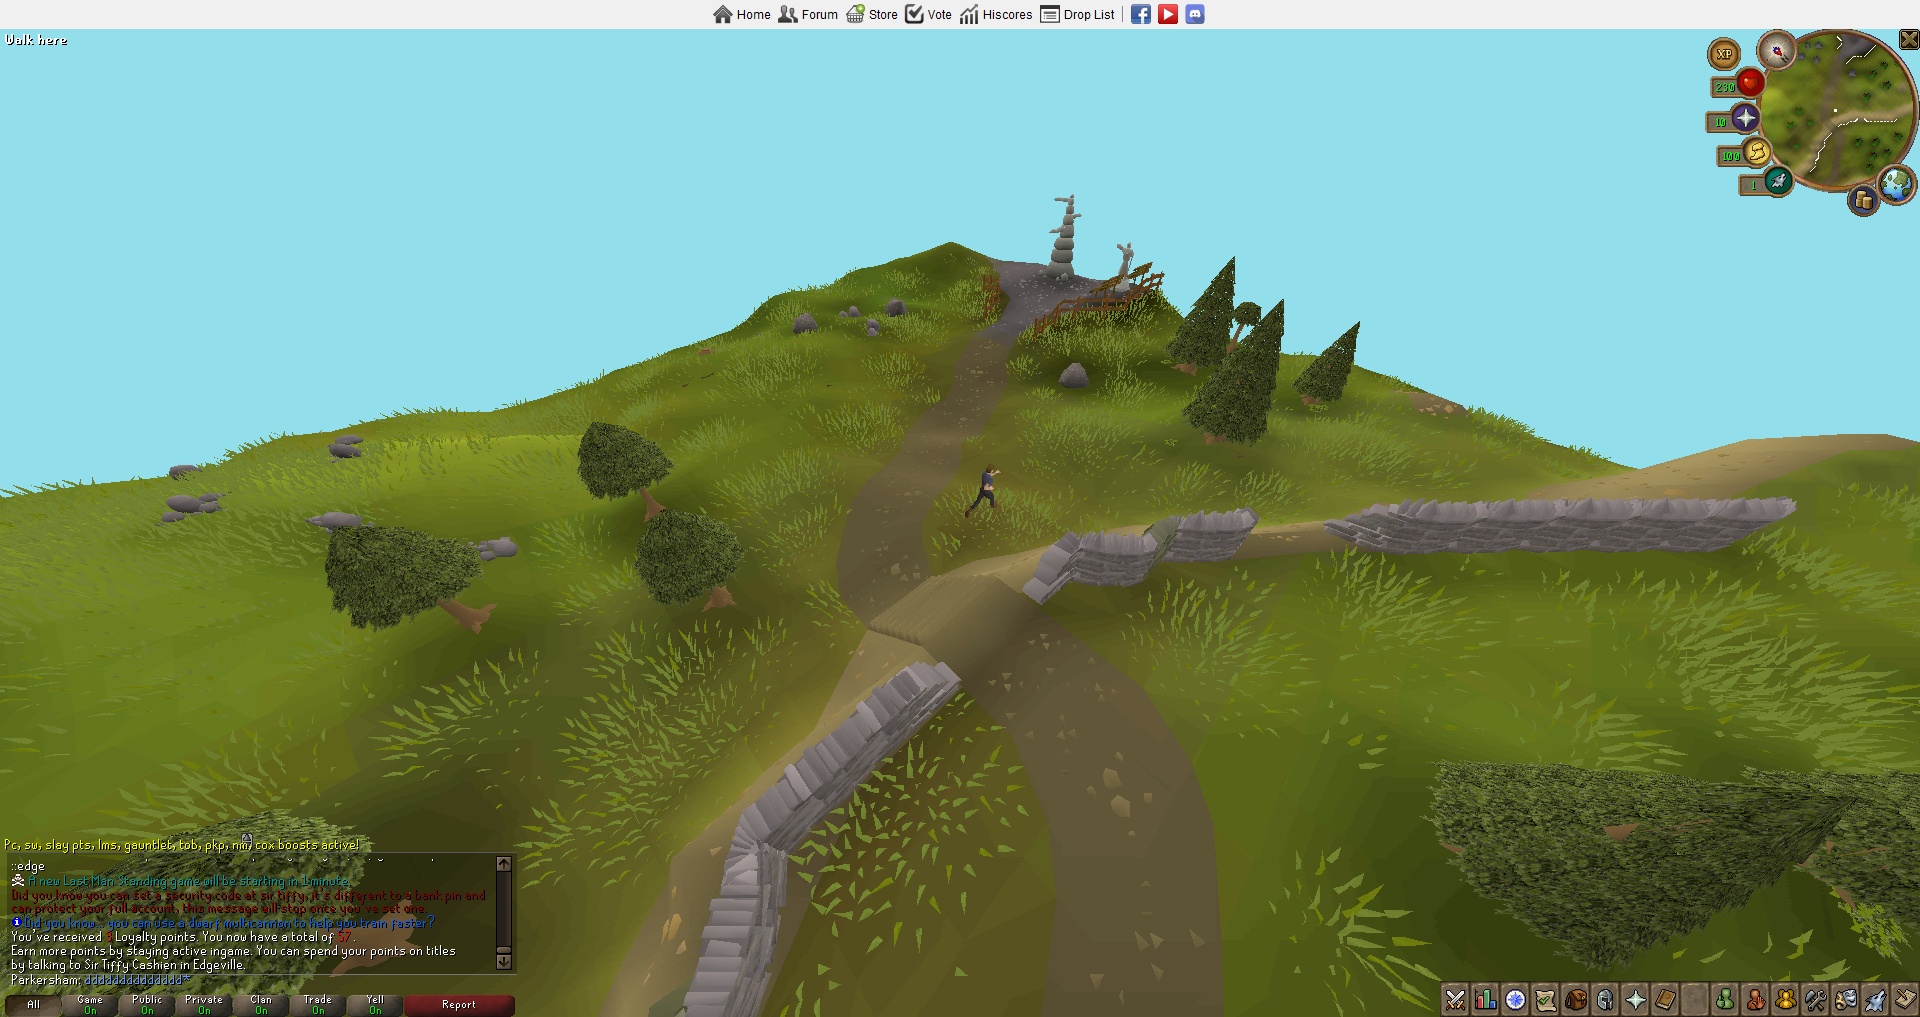 Home Forum Store Vote Hiscores Drop List
Walk here
XP
230
10
100
1
Pc, sw, slay pts, lms, gauntlet, tob, pkp, nm, cox boosts active!
::edge
A new Last Man Standing game will be starting in 1 minute.
Did you know you can set a security code at sir tiffy, it's different to a bank pin and
can protect your full account, this message will stop once you've set one.
Did you know.. you can use a dwarf multicannon to help you train faster?
You've received 3 Loyalty points. You now have a total of 57.
Earn more points by staying active ingame. You can spend your points on titles
by talking to Sir Tiffy Cashien in Edgeville.
Parkersham: dddddddddddddd*
All Game Public Private Clan Trade Yell Report
On On On On On On